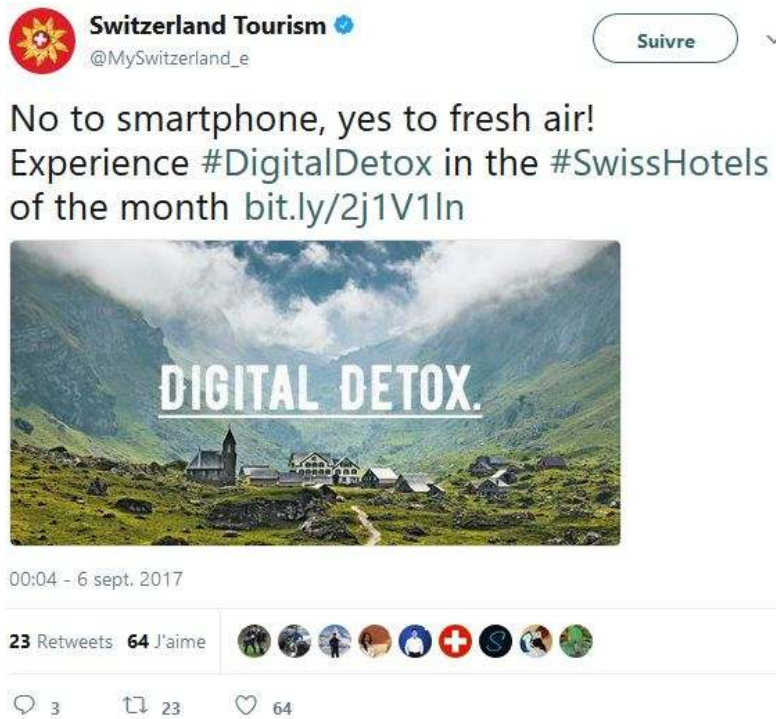 Switzerland Tourism
@MySwitzerland_e
Suivre
No to smartphone, yes to fresh air!
Experience #DigitalDetox in the #SwissHotels
of the month bit.ly/2j1V1ln
DIGITAL DETOX.
00:04 - 6 sept. 2017
23 Retweets 64 J'aime
S
3 23 64